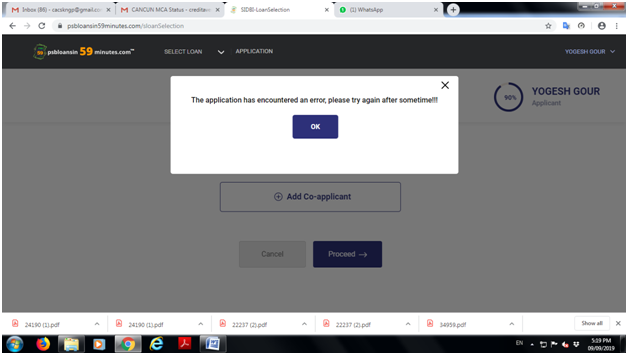 Inbox (86) - cacskngp@gmail.co
CANCUN MCA Status - creditav
SIDBI-LoanSelection
(1) WhatsApp
psbloansin59minutes.com/sloanSelection
psbloansin 59 minutes.com™
SELECT LOAN
APPLICATION
YOGESH GOUR
The application has encountered an error, please try again after sometime!!!
OK
90%
YOGESH GOUR
Applicant
Add Co-applicant
Cancel
Proceed →
24190 (1).pdf
24190 (1).pdf
22237 (2).pdf
22237 (2).pdf
34959.pdf
Show all
EN
5:19 PM
09/09/2019